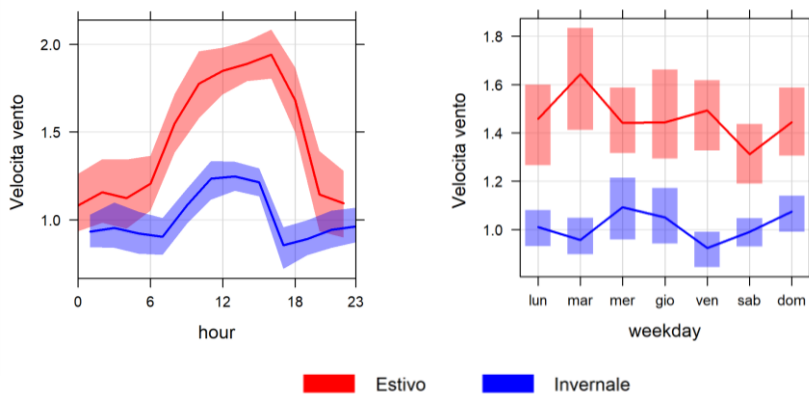 2.0
1.5
1.0
Velocita vento
0
6
12
18
23
hour
1.8
1.6
1.4
1.2
1.0
Velocita vento
lun
mar
mer
gio
ven
sab
dom
weekday
Estivo
Invernale